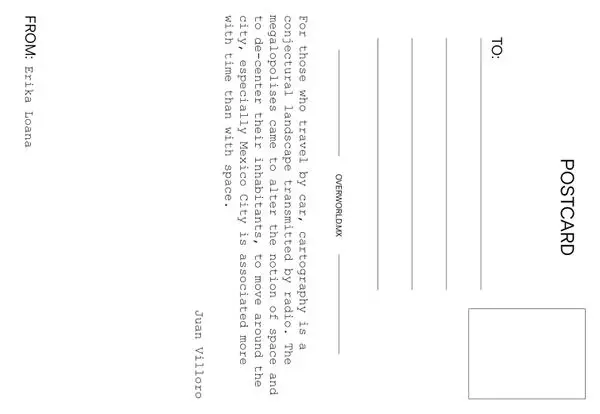 POSTCARD
TO:
OVERWORLD.MX
For those who travel by car, cartography is a
conjectural landscape transmitted by radio. The
megalopolises came to alter the notion of space and
to de-center their inhabitants, to move around the
city, especially Mexico City is associated more
with time than with space.
Juan Villoro
FROM: Erika Loana